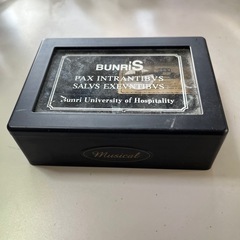 BUNRiS
PAX INTRANTIBVS
SALVS EXEVNTIBVS
Bunri University of Hospitality
Musical